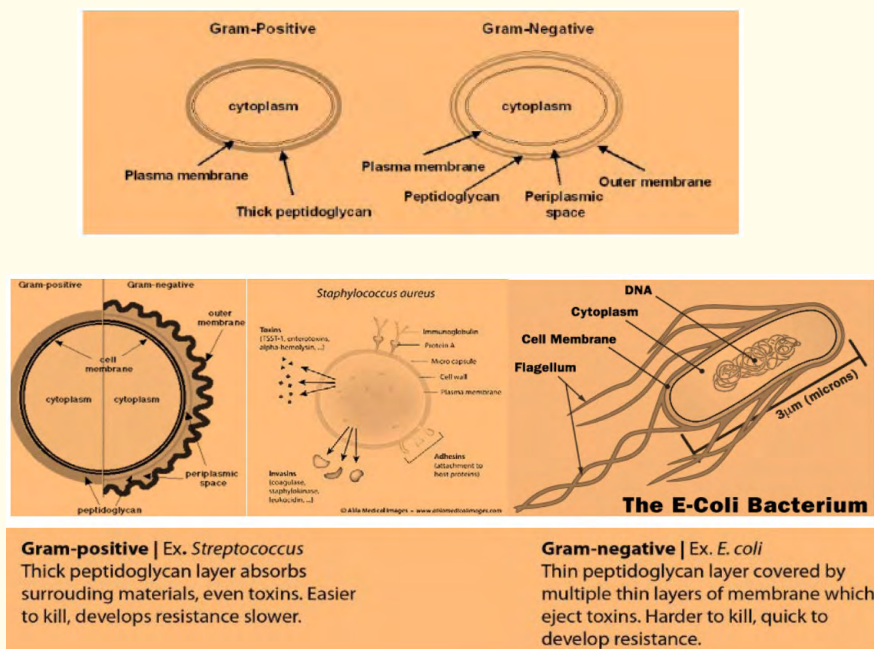 Gram-Positive
Gram-Negative
cytoplasm
cytoplasm
Plasma membrane
Thick peptidoglycan
Plasma membrane
Peptidoglycan
Periplasmic
space
Outer membrane
Gram-positive
Gram-negative
outer
membrane
cell
membrane
cytoplasm
cytoplasm
periplasmic
space
peptidoglycan
Staphylococcus aureus
Toxins
(TSST-1, enterotoxins,
alpha-hemolysin, ...)
Immunoglobulin
Protein A
Micro capsule
Cell wall
Plasma membrane
Invasins
(coagulase,
staphylokinase,
leukocidin, ...)
Adhesins
(attachment to
host proteins)
© Alila Medical Images - www.alilamedicalimages.com
DNA
Cytoplasm
Cell Membrane
Flagellum
3µm (microns)
The E-Coli Bacterium
Gram-positive | Ex. Streptococcus
Thick peptidoglycan layer absorbs
surrouding materials, even toxins. Easier
to kill, develops resistance slower.
Gram-negative | Ex. E. coli
Thin peptidoglycan layer covered by
multiple thin layers of membrane which
eject toxins. Harder to kill, quick to
develop resistance.